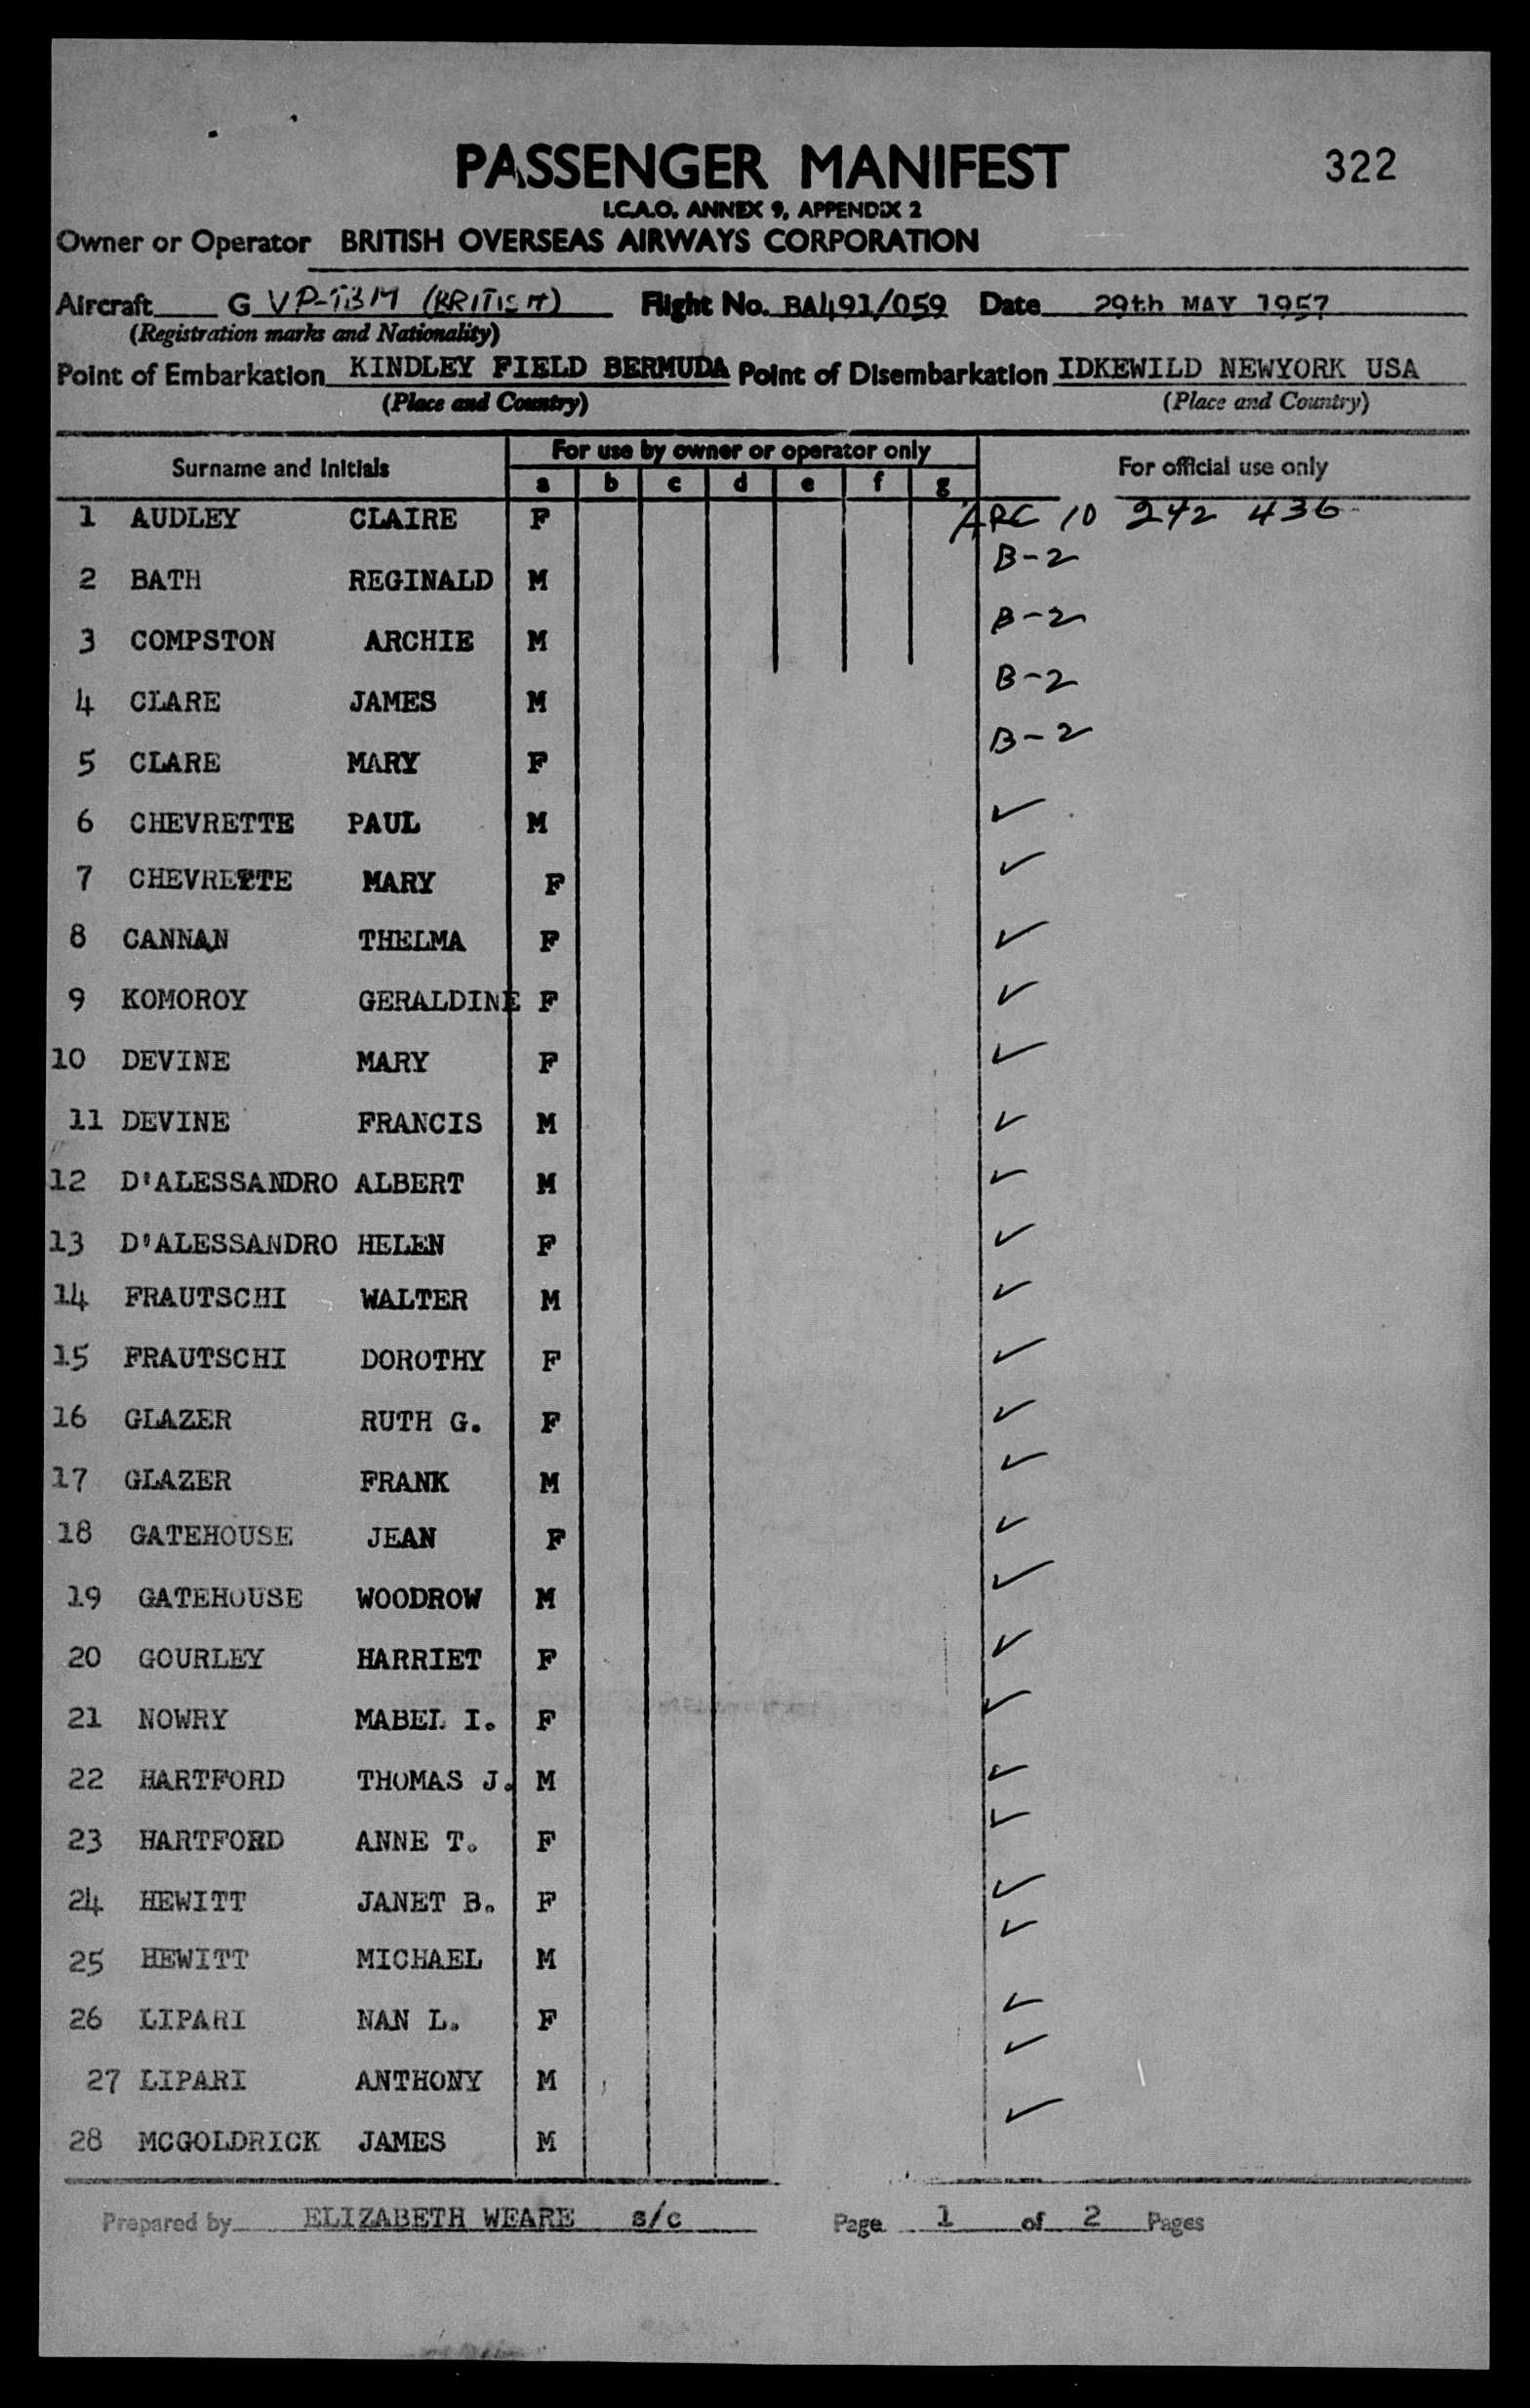 PASSENGER MANIFEST 322
I.C.A.O. ANNEX 9, APPENDIX 2
Owner or Operator BRITISH OVERSEAS AIRWAYS CORPORATION
Aircraft G VP-TBM (BRITISH) Flight No. BA491/059 Date 29th MAY 1957
(Registration marks and Nationality)
Point of Embarkation KINDLEY FIELD BERMUDA Point of Disembarkation IDKEWILD NEWYORK USA
(Place and Country) (Place and Country)
Surname and Initials For use by owner or operator only For official use only
a b c d e f g
1 AUDLEY CLAIRE F ARC 10 242 436
B-2
2 BATH REGINALD M
B-2
3 COMPSTON ARCHIE M
B-2
4 CLARE JAMES M
B-2
5 CLARE MARY F
6 CHEVRETTE PAUL M ✓
7 CHEVRETTE MARY F ✓
8 CANNAN THELMA F ✓
9 KOMOROY GERALDINE F ✓
10 DEVINE MARY F ✓
11 DEVINE FRANCIS M ✓
12 D'ALESSANDRO ALBERT M ✓
13 D'ALESSANDRO HELEN F ✓
14 FRAUTSCHI WALTER M ✓
15 FRAUTSCHI DOROTHY F ✓
16 GLAZER RUTH G. F ✓
17 GLAZER FRANK M ✓
18 GATEHOUSE JEAN F ✓
19 GATEHOUSE WOODROW M ✓
20 GOURLEY HARRIET F ✓
21 NOWRY MABEL I. F ✓
22 HARTFORD THOMAS J. M ✓
23 HARTFORD ANNE T. F ✓
24 HEWITT JANET B. F ✓
25 HEWITT MICHAEL M ✓
26 LIPARI NAN L. F ✓
27 LIPARI ANTHONY M ✓
28 MCGOLDRICK JAMES M ✓
Prepared by ELIZABETH WEARE s/c Page 1 of 2 Pages